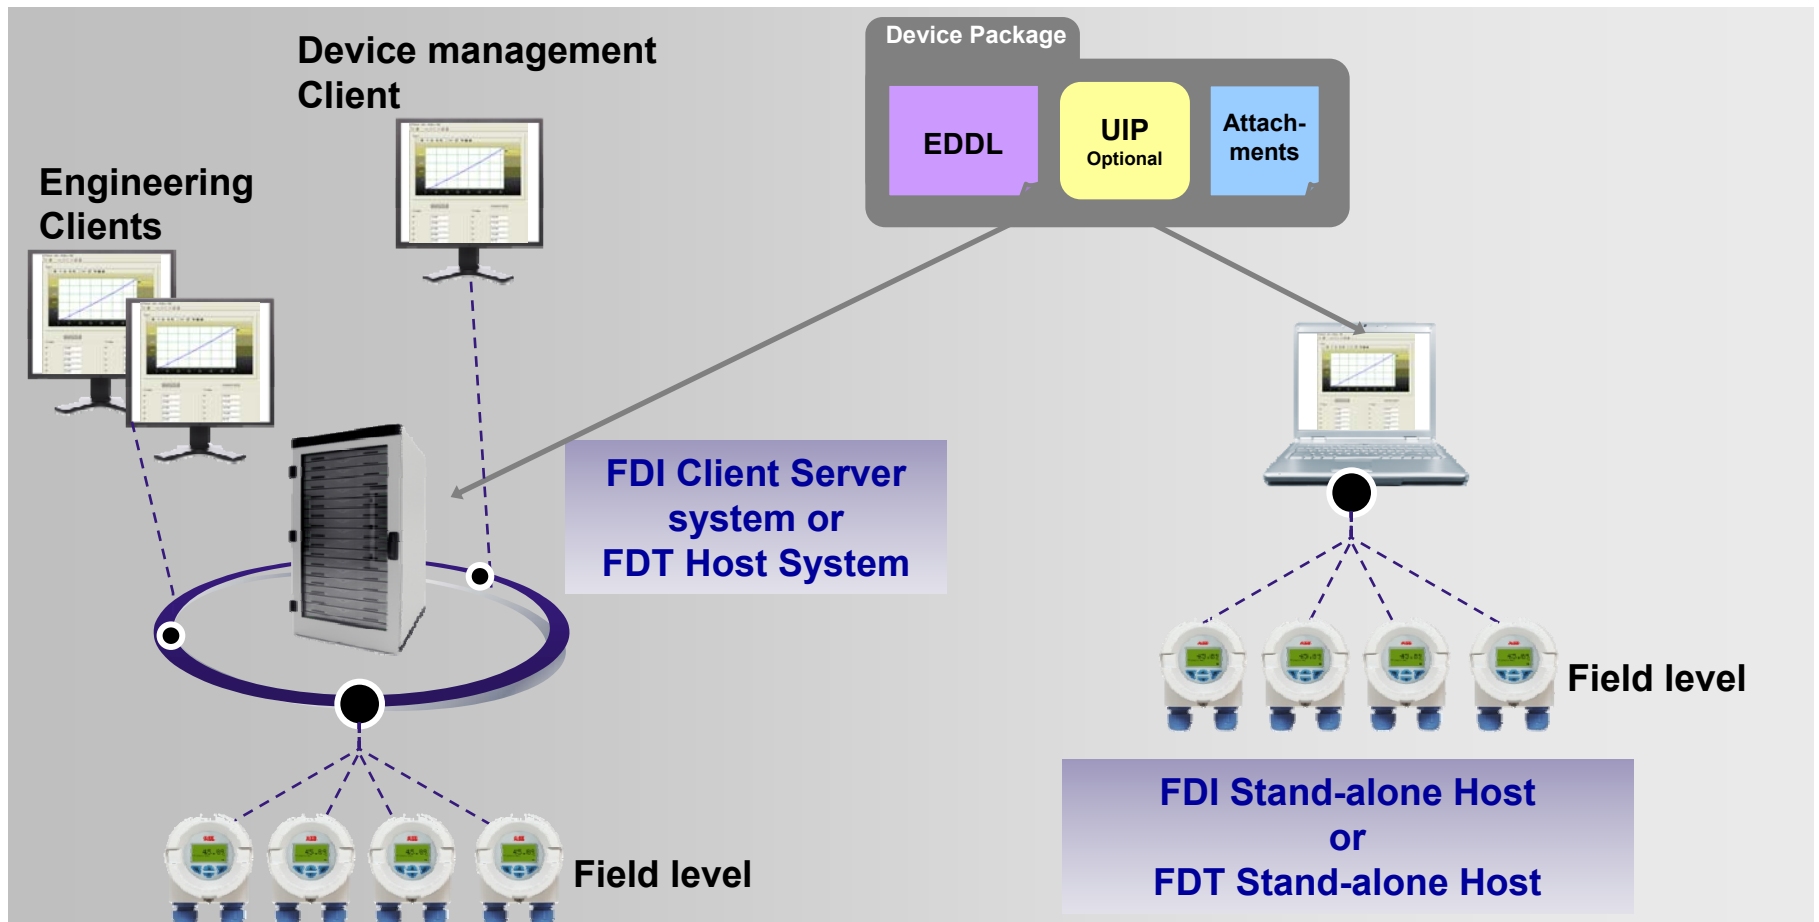 Device management
Client
Device Package
EDDL
UIP
Optional
Attach-
ments
Engineering
Clients
FDI Client Server
system or
FDT Host System
Field level
FDI Stand-alone Host
or
FDT Stand-alone Host
Field level